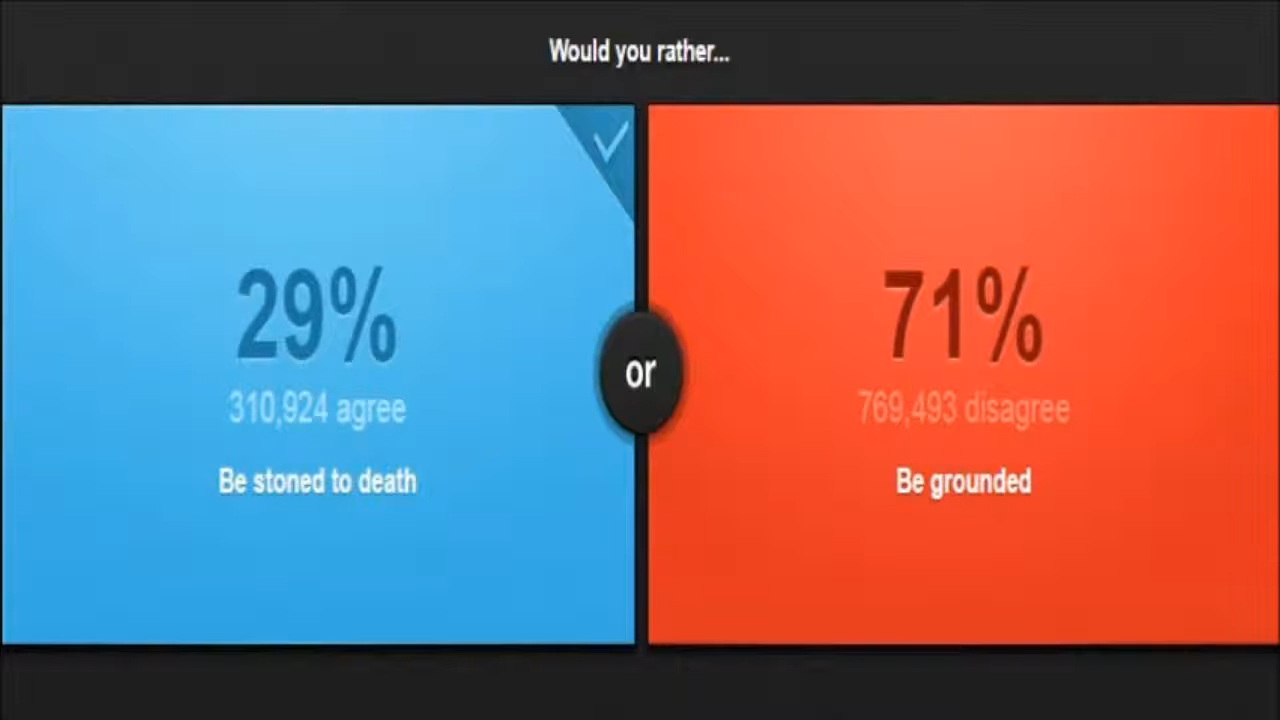 Would you rather...
29%
310,924 agree
Be stoned to death
or
71%
769,493 disagree
Be grounded